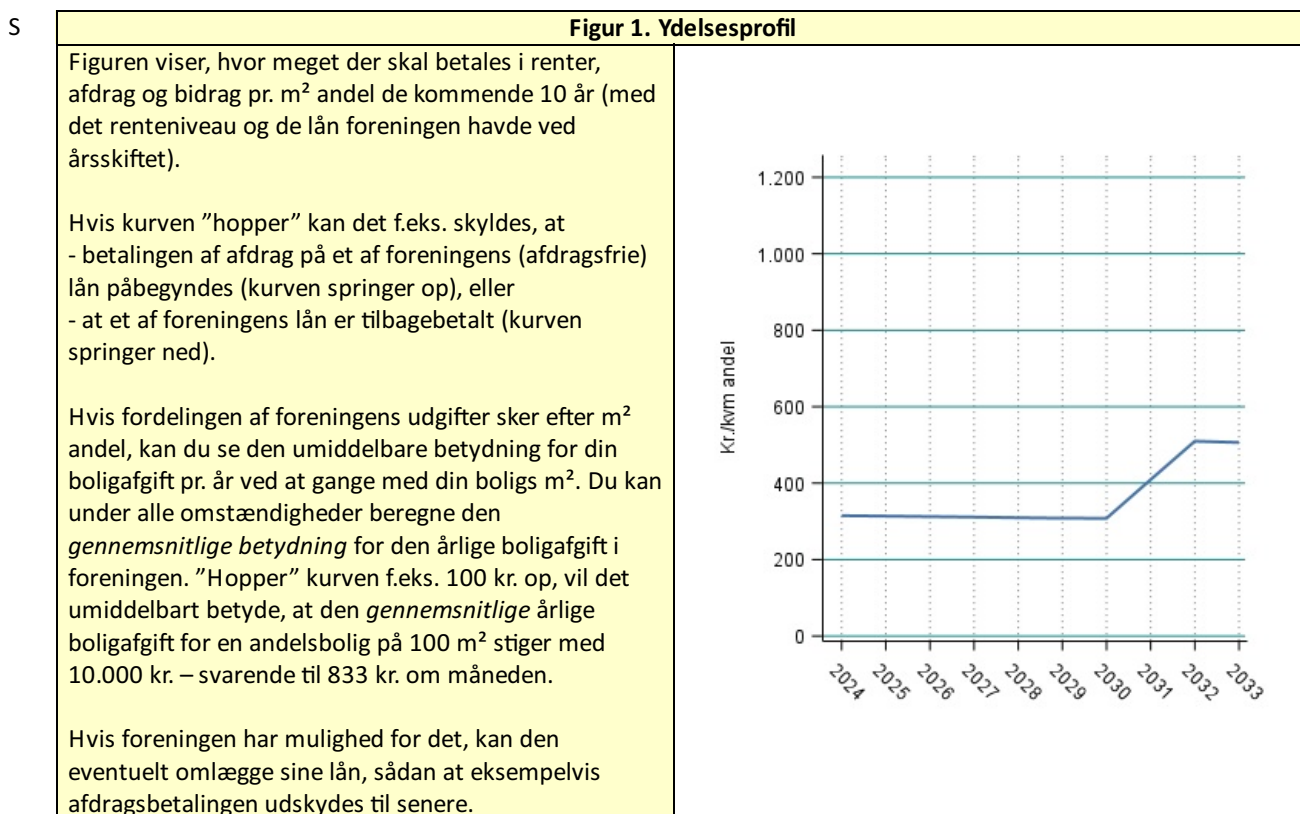 S
Figur 1. Ydelsesprofil
Figuren viser, hvor meget der skal betales i renter,
afdrag og bidrag pr. m² andel de kommende 10 år (med
det renteniveau og de lån foreningen havde ved
årsskiftet).
Hvis kurven ”hopper” kan det f.eks. skyldes, at
- betalingen af afdrag på et af foreningens (afdragsfrie)
lån påbegyndes (kurven springer op), eller
- at et af foreningens lån er tilbagebetalt (kurven
springer ned).
Hvis fordelingen af foreningens udgifter sker efter m²
andel, kan du se den umiddelbare betydning for din
boligafgift pr. år ved at gange med din boligs m². Du kan
under alle omstændigheder beregne den
gennemsnitlige betydning for den årlige boligafgift i
foreningen. ”Hopper” kurven f.eks. 100 kr. op, vil det
umiddelbart betyde, at den gennemsnitlige årlige
boligafgift for en andelsbolig på 100 m² stiger med
10.000 kr. – svarende til 833 kr. om måneden.
Hvis foreningen har mulighed for det, kan den
eventuelt omlægge sine lån, sådan at eksempelvis
afdragsbetalingen udskydes til senere.
Kr./kvm andel
1.200
1.000
800
600
400
200
0
2024
2025
2026
2027
2028
2029
2030
2031
2032
2033